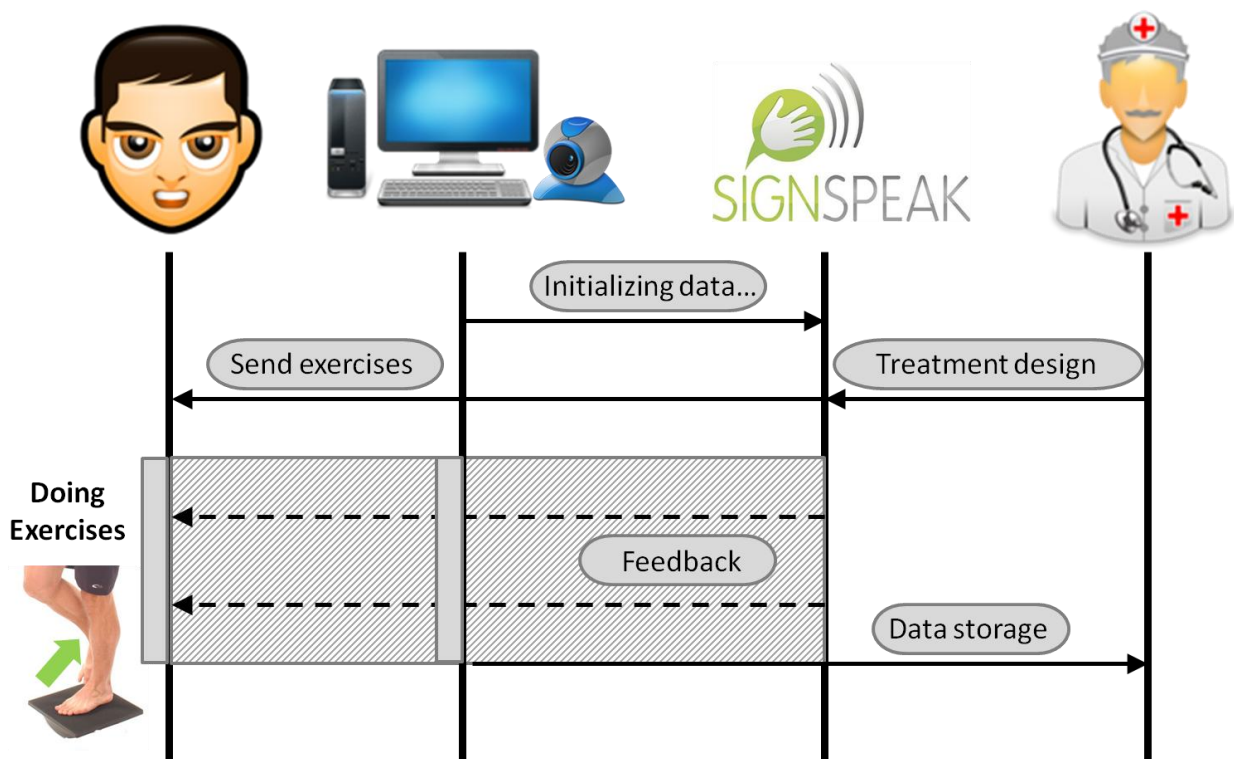 SIGNSPEAK
Initializing data...
Send exercises
Treatment design
Doing
Exercises
Feedback
Data storage